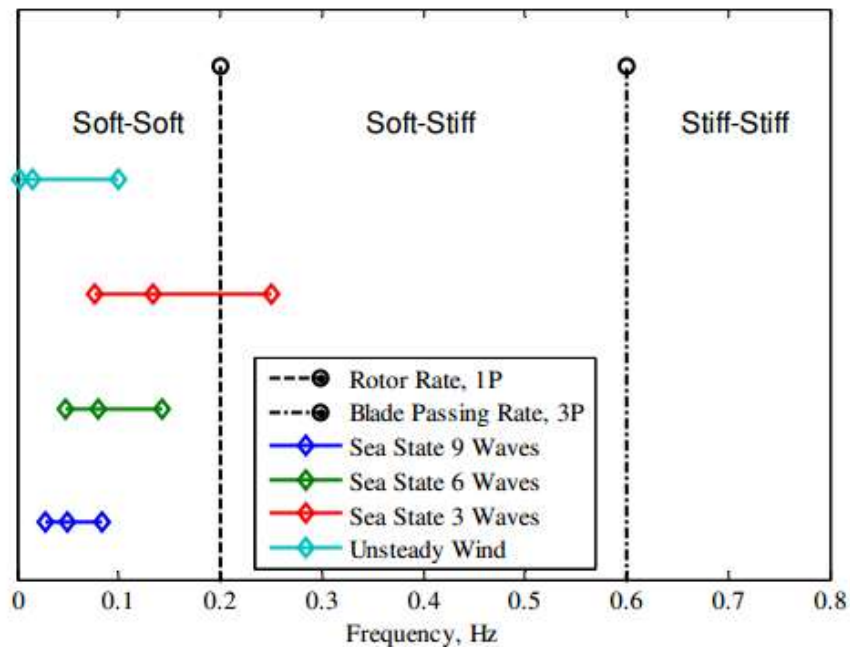 Soft-Soft
Soft-Stiff
Stiff-Stiff
Rotor Rate, 1P
Blade Passing Rate, 3P
Sea State 9 Waves
Sea State 6 Waves
Sea State 3 Waves
Unsteady Wind
0 0.1 0.2 0.3 0.4 0.5 0.6 0.7 0.8
Frequency, Hz